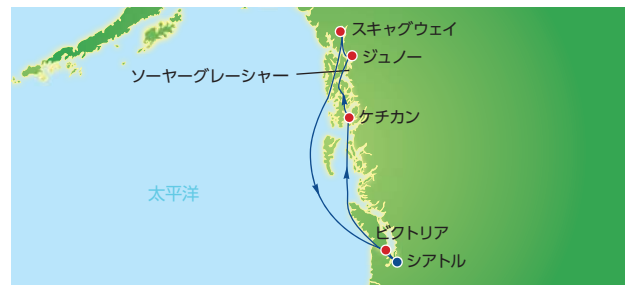 スキャグウェイ
ジュノー
ソーヤーグレーシャー
ケチカン
太平洋
ビクトリア
シアトル